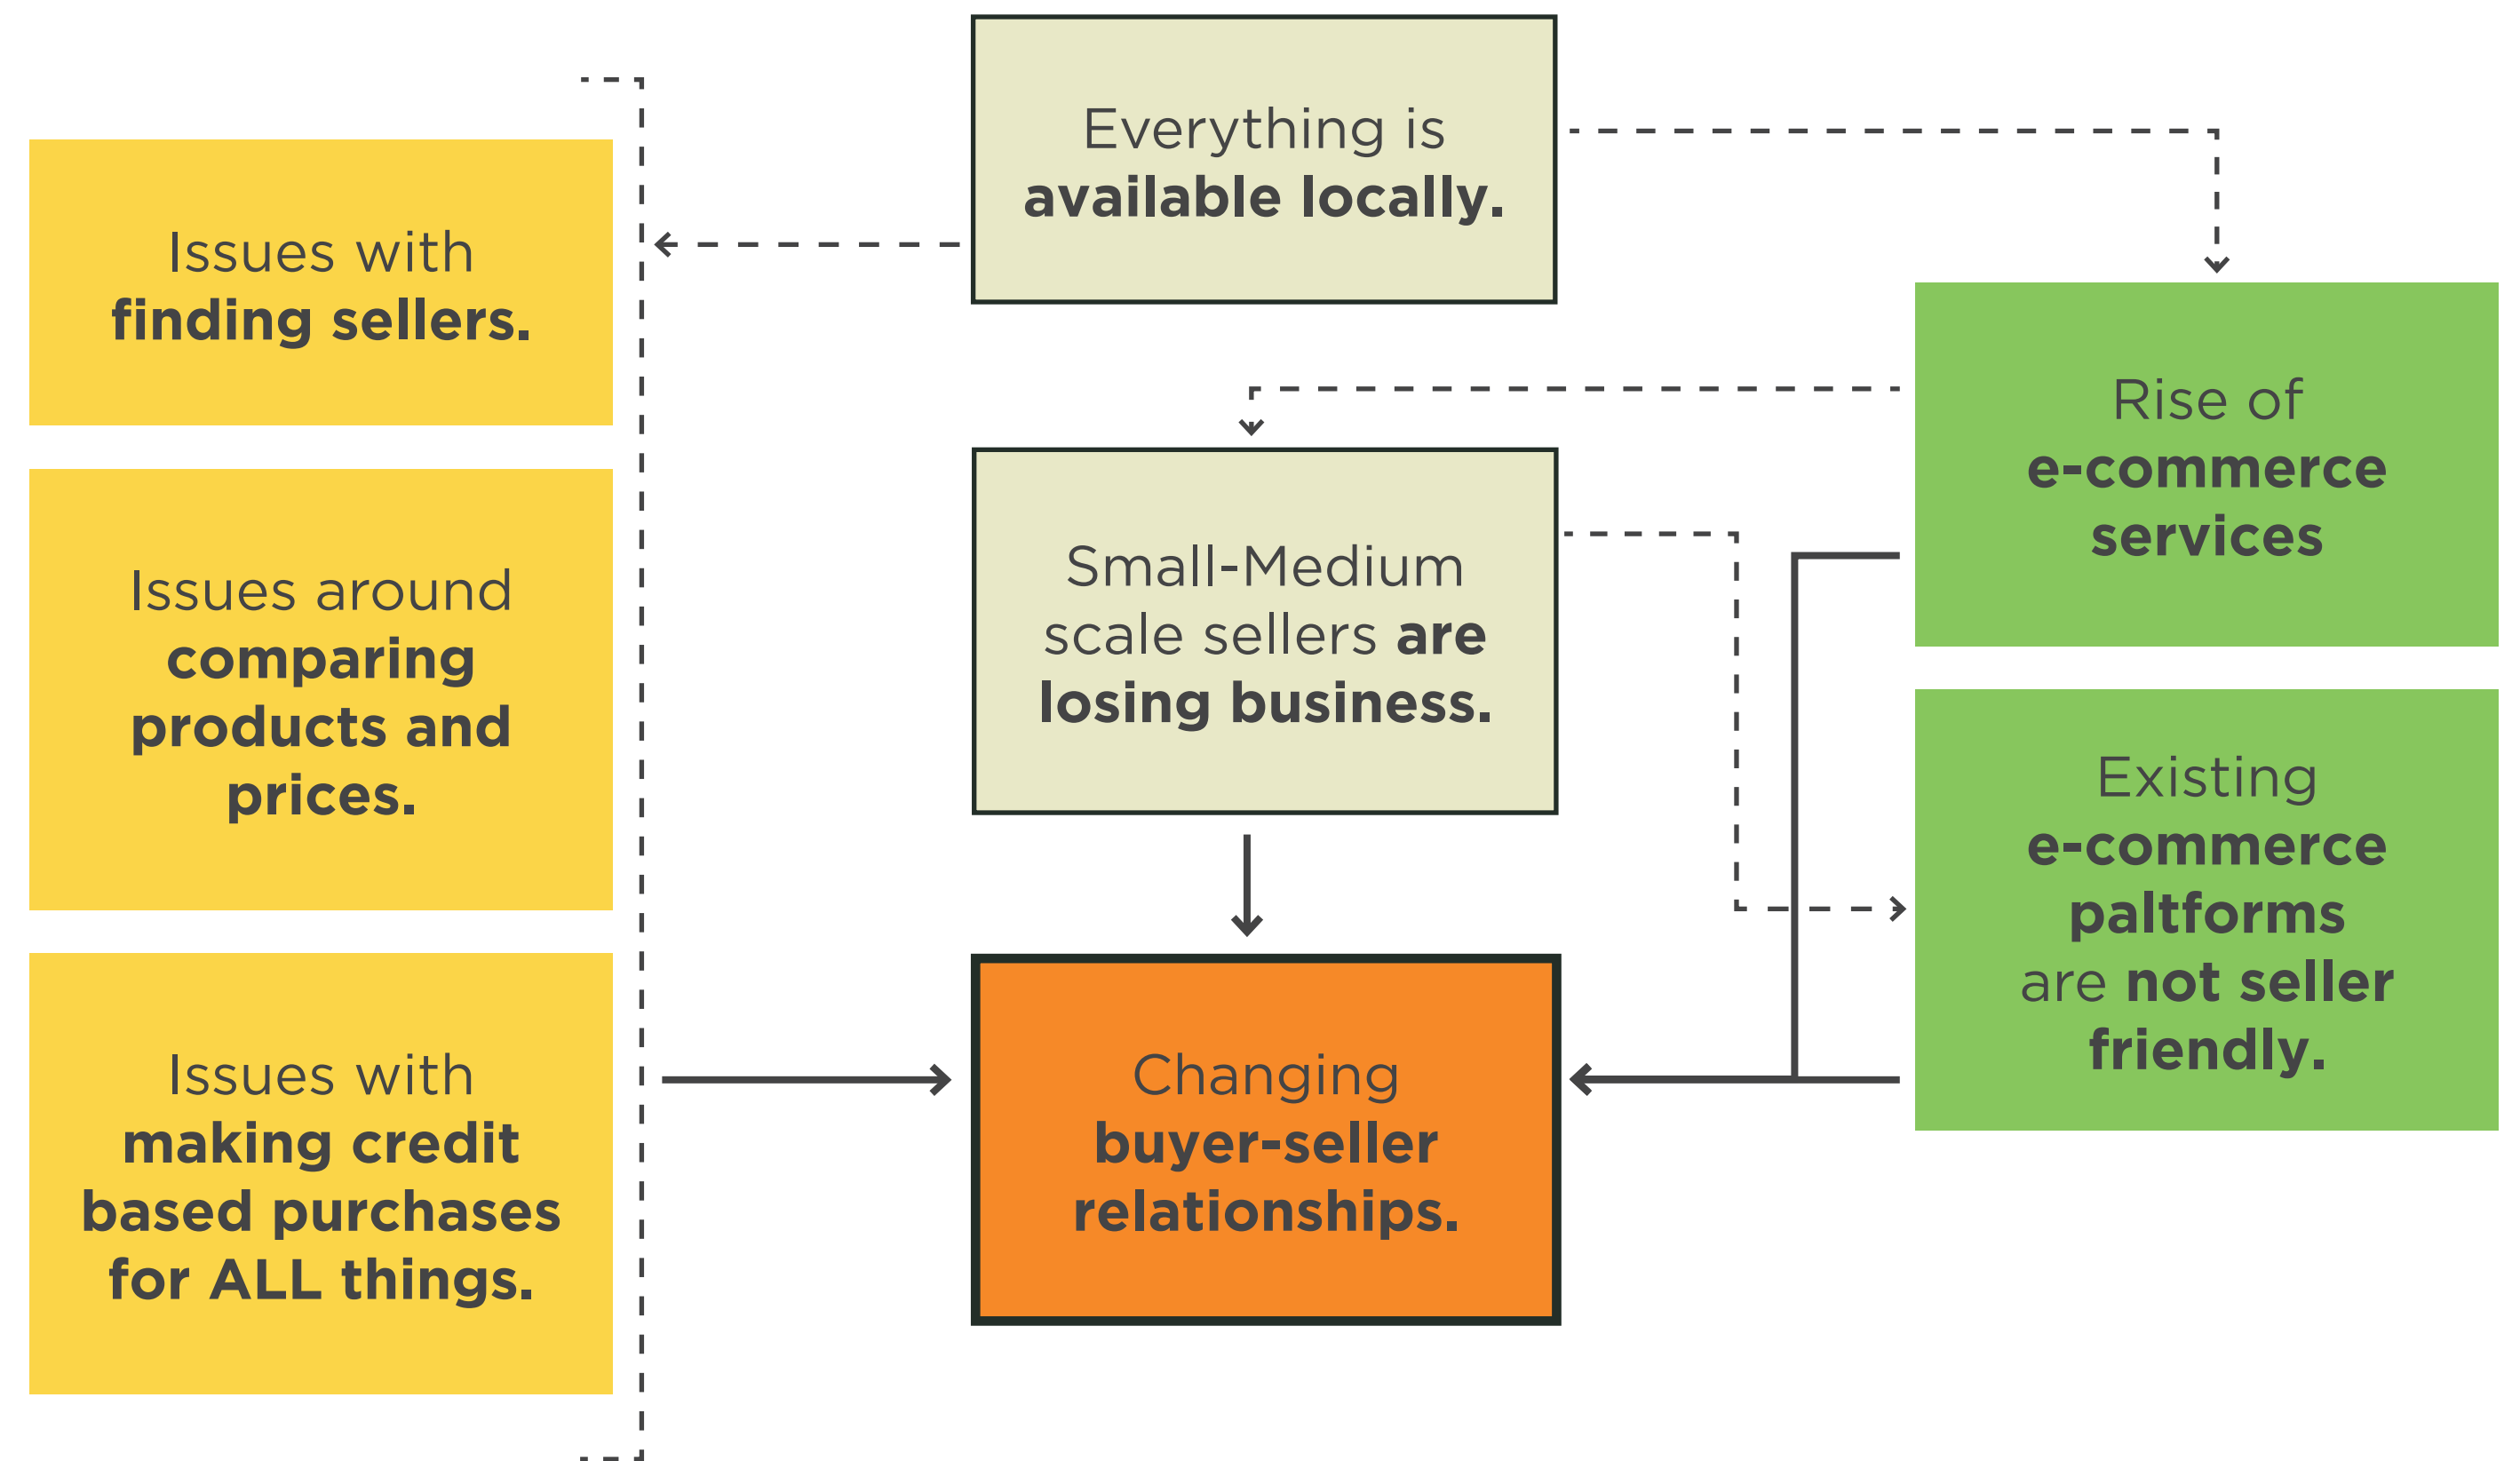 Everything is
available locally.
Issues with
finding sellers.
Issues around
comparing
products and
prices.
Issues with
making credit
based purchases
for ALL things.
Small-Medium
scale sellers are
losing business.
Changing
buyer-seller
relationships.
Rise of
e-commerce
services
Existing
e-commerce
paltforms
are not seller
friendly.